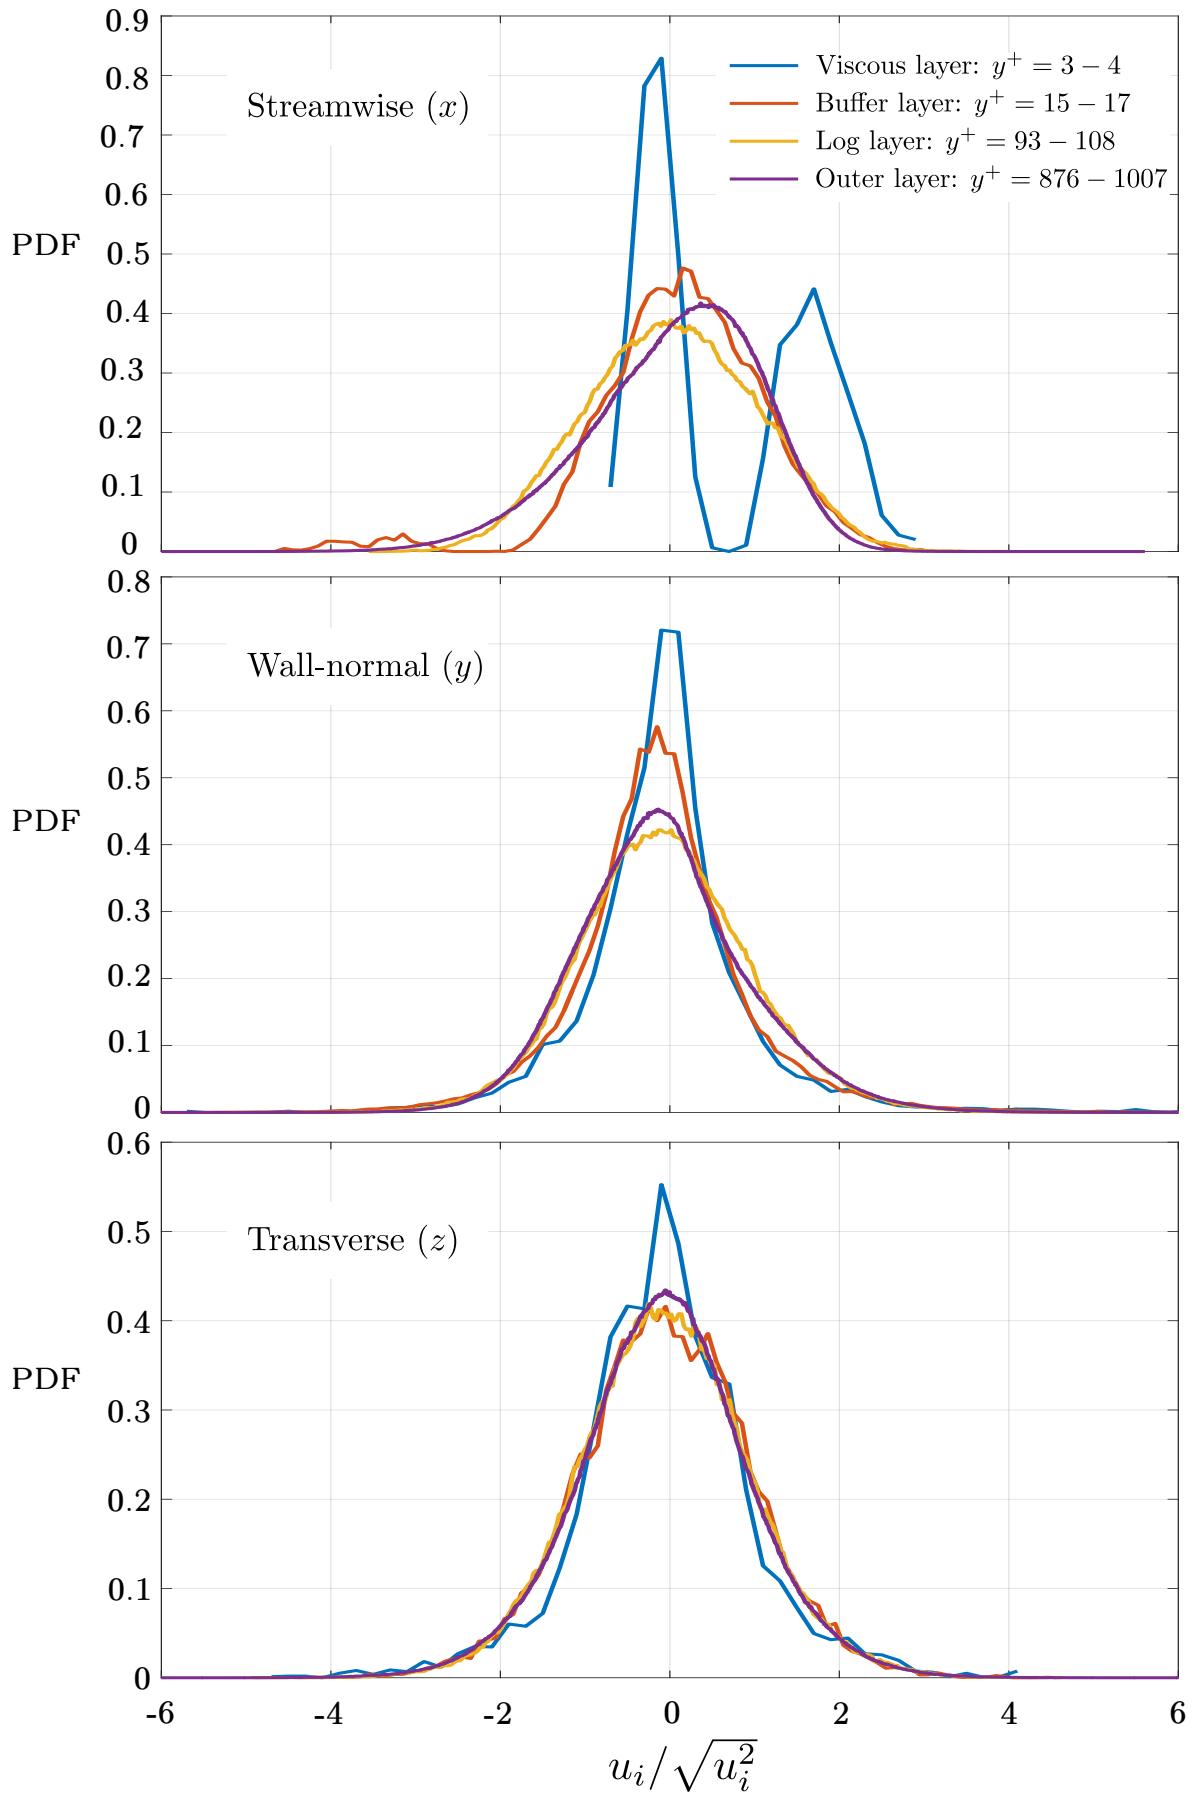 0.9
0.8
Streamwise (x)
Viscous layer: y⁺ = 3 − 4
Buffer layer: y⁺ = 15 − 17
Log layer: y⁺ = 93 − 108
Outer layer: y⁺ = 876 − 1007
0.7
0.6
PDF
0.5
0.4
0.3
0.2
0.1
0
0.8
0.7
Wall-normal (y)
0.6
0.5
PDF
0.4
0.3
0.2
0.1
0
0.6
0.5
Transverse (z)
0.4
PDF
0.3
0.2
0.1
0
-6 -4 -2 0 2 4 6
uᵢ/√uᵢ²